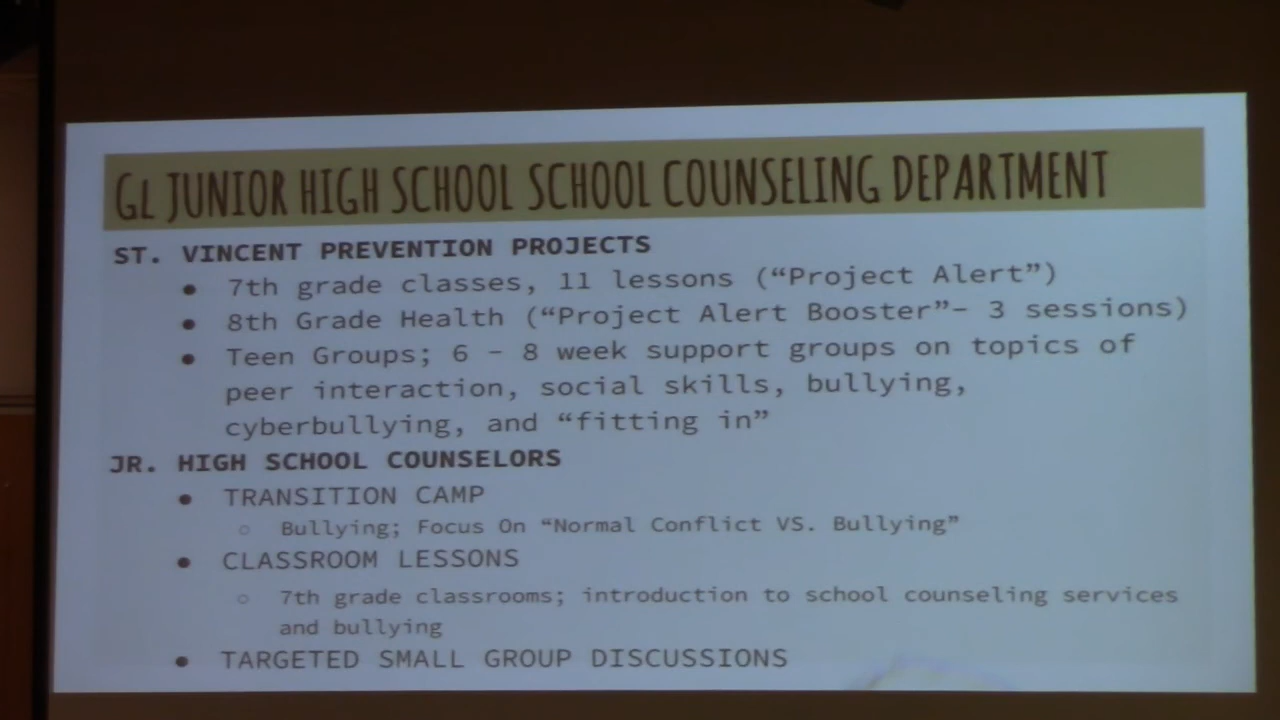 GL JUNIOR HIGH SCHOOL SCHOOL COUNSELING DEPARTMENT
ST. VINCENT PREVENTION PROJECTS
● 7th grade classes, 11 lessons (“Project Alert”)
● 8th Grade Health (“Project Alert Booster”– 3 sessions)
● Teen Groups; 6 – 8 week support groups on topics of
peer interaction, social skills, bullying,
cyberbullying, and “fitting in”
JR. HIGH SCHOOL COUNSELORS
● TRANSITION CAMP
○ Bullying; Focus On “Normal Conflict VS. Bullying”
● CLASSROOM LESSONS
○ 7th grade classrooms; introduction to school counseling services
and bullying
● TARGETED SMALL GROUP DISCUSSIONS